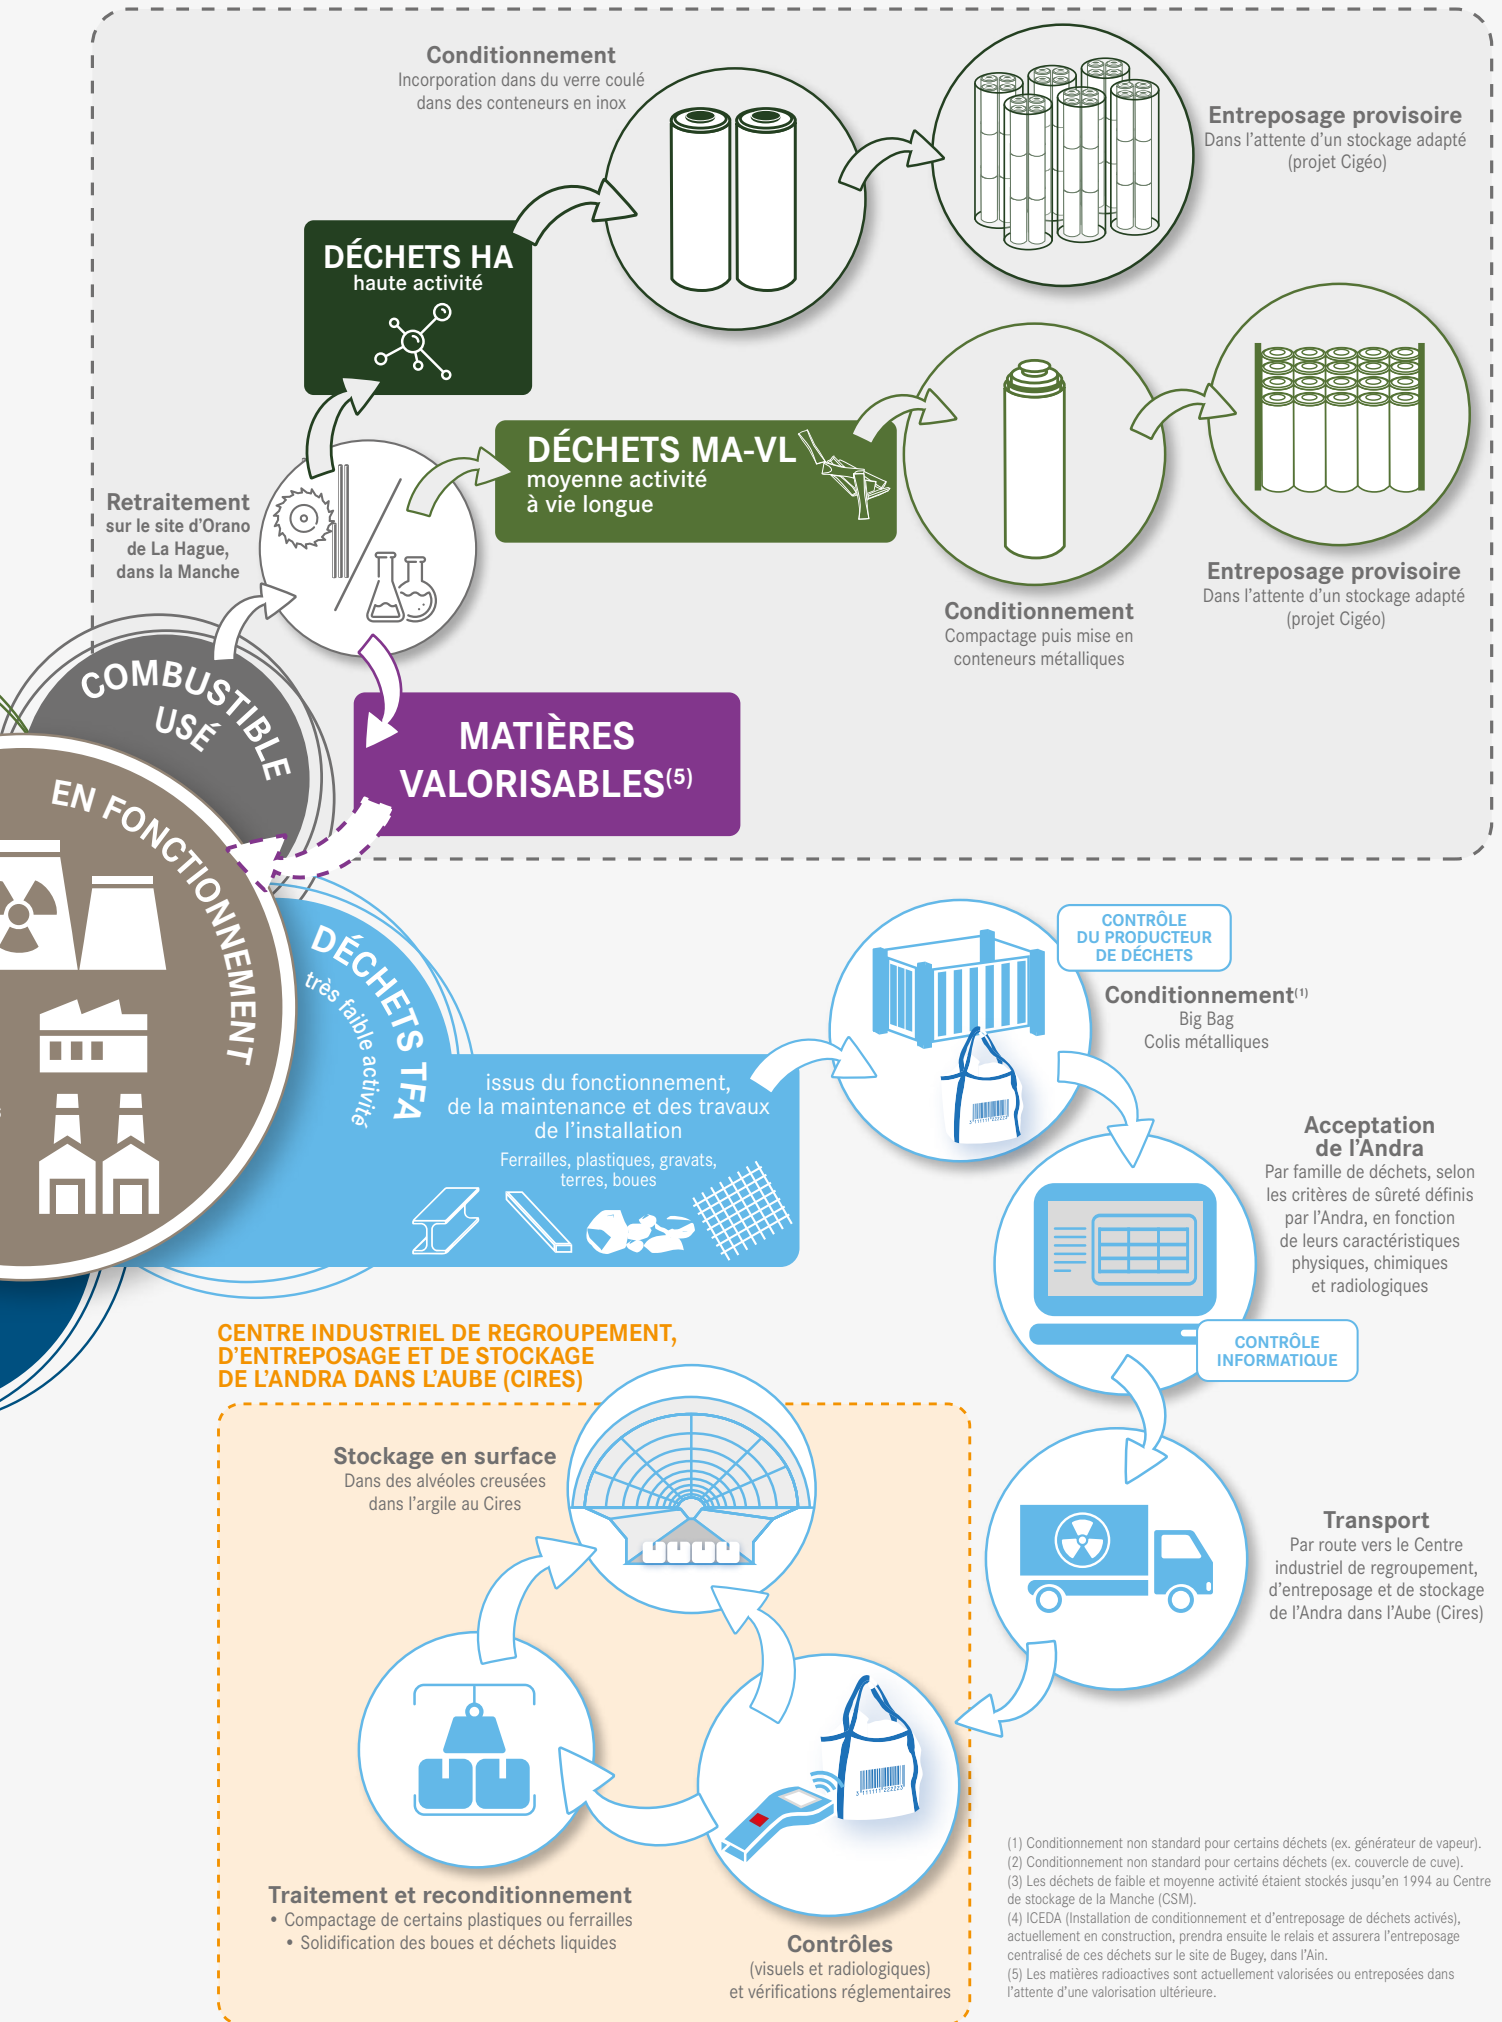 Conditionnement
Incorporation dans du verre coulé
dans des conteneurs en inox
Entreposage provisoire
Dans l'attente d'un stockage adapté
(projet Cigéo)
DÉCHETS HA
haute activité
DÉCHETS MA-VL
moyenne activité
à vie longue
Retraitement
sur le site d'Orano
de La Hague,
dans la Manche
Conditionnement
Compactage puis mise en
conteneurs métalliques
Entreposage provisoire
Dans l'attente d'un stockage adapté
(projet Cigéo)
COMBUSTIBLE
USÉ
MATIÈRES
VALORISABLES(5)
EN FONCTIONNEMENT
DÉCHETS TFA
très faible activité
issus du fonctionnement,
de la maintenance et des travaux
de l'installation
Ferrailles, plastiques, gravats,
terres, boues
CONTRÔLE
DU PRODUCTEUR
DE DÉCHETS
Conditionnement(1)
Big Bag
Colis métalliques
Acceptation
de l'Andra
Par famille de déchets, selon
les critères de sûreté définis
par l'Andra, en fonction
de leurs caractéristiques
physiques, chimiques
et radiologiques
CONTRÔLE
INFORMATIQUE
Transport
Par route vers le Centre
industriel de regroupement,
d'entreposage et de stockage
de l'Andra dans l'Aube (Cires)
CENTRE INDUSTRIEL DE REGROUPEMENT,
D'ENTREPOSAGE ET DE STOCKAGE
DE L'ANDRA DANS L'AUBE (CIRES)
Stockage en surface
Dans des alvéoles creusées
dans l'argile au Cires
Traitement et reconditionnement
• Compactage de certains plastiques ou ferrailles
• Solidification des boues et déchets liquides
Contrôles
(visuels et radiologiques)
et vérifications réglementaires
(1) Conditionnement non standard pour certains déchets (ex. générateur de vapeur).
(2) Conditionnement non standard pour certains déchets (ex. couvercle de cuve).
(3) Les déchets de faible et moyenne activité étaient stockés jusqu'en 1994 au Centre
de stockage de la Manche (CSM).
(4) ICEDA (Installation de conditionnement et d'entreposage de déchets activés),
actuellement en construction, prendra ensuite le relais et assurera l'entreposage
centralisé de ces déchets sur le site de Bugey, dans l'Ain.
(5) Les matières radioactives sont actuellement valorisées ou entreposées dans
l'attente d'une valorisation ultérieure.